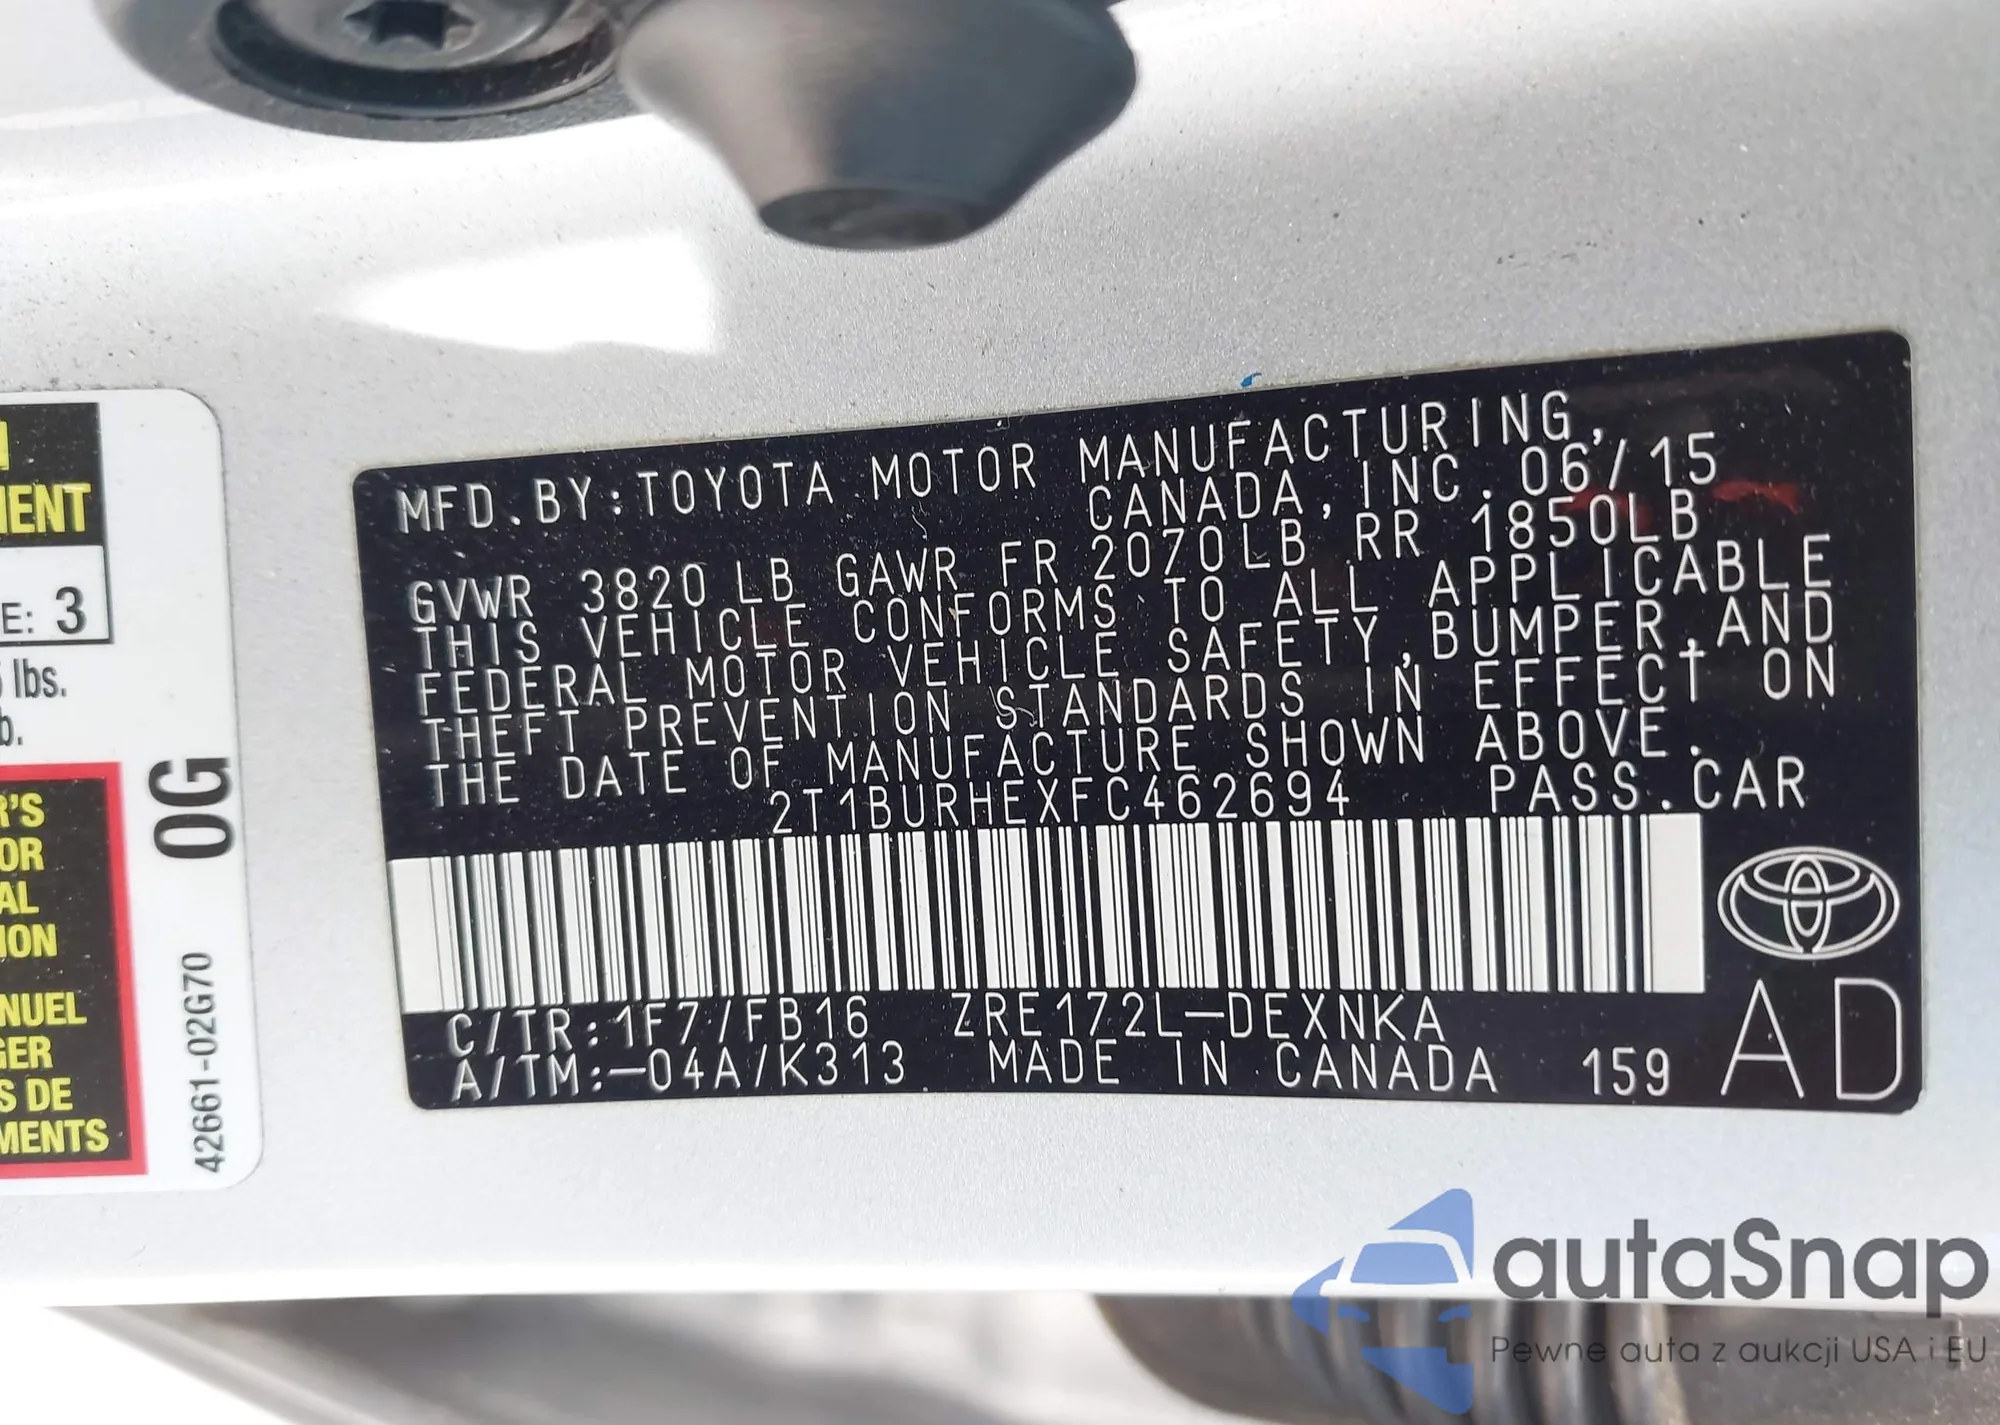 MFD.BY:TOYOTA MOTOR MANUFACTURING,
CANADA, INC. 06/15
GVWR 3820 LB GAWR FR 2070LB RR 1850LB
THIS VEHICLE CONFORMS TO ALL APPLICABLE
FEDERAL MOTOR VEHICLE SAFETY,BUMPER,AND
THEFT PREVENTION STANDARDS IN EFFECT ON
THE DATE OF MANUFACTURE SHOWN ABOVE.
2T1BURHEXFC462694 PASS.CAR
C/TR:1F7/FB16 ZRE172L-DEXNKA
A/TM:-04A/K313 MADE IN CANADA 159 AD
E: 3
lbs.
0G
42661-02G70
S DE
autaSnap
Pewne auta z aukcji USA i EU